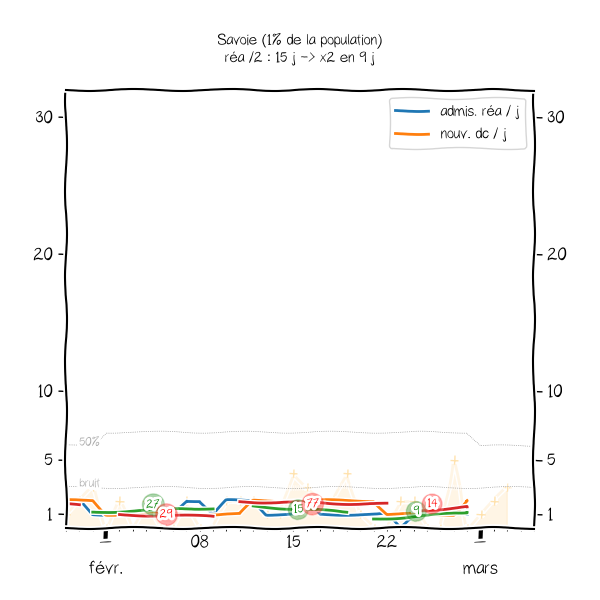 Savoie (1% de la population)
réa /2 : 15 j -> x2 en 9 j
admis. réa / j
nouv. dc / j
30
30
20
20
10
10
50%
5
5
bruit
1
1
27
29
15
77
9
14
08
15
22
févr.
mars